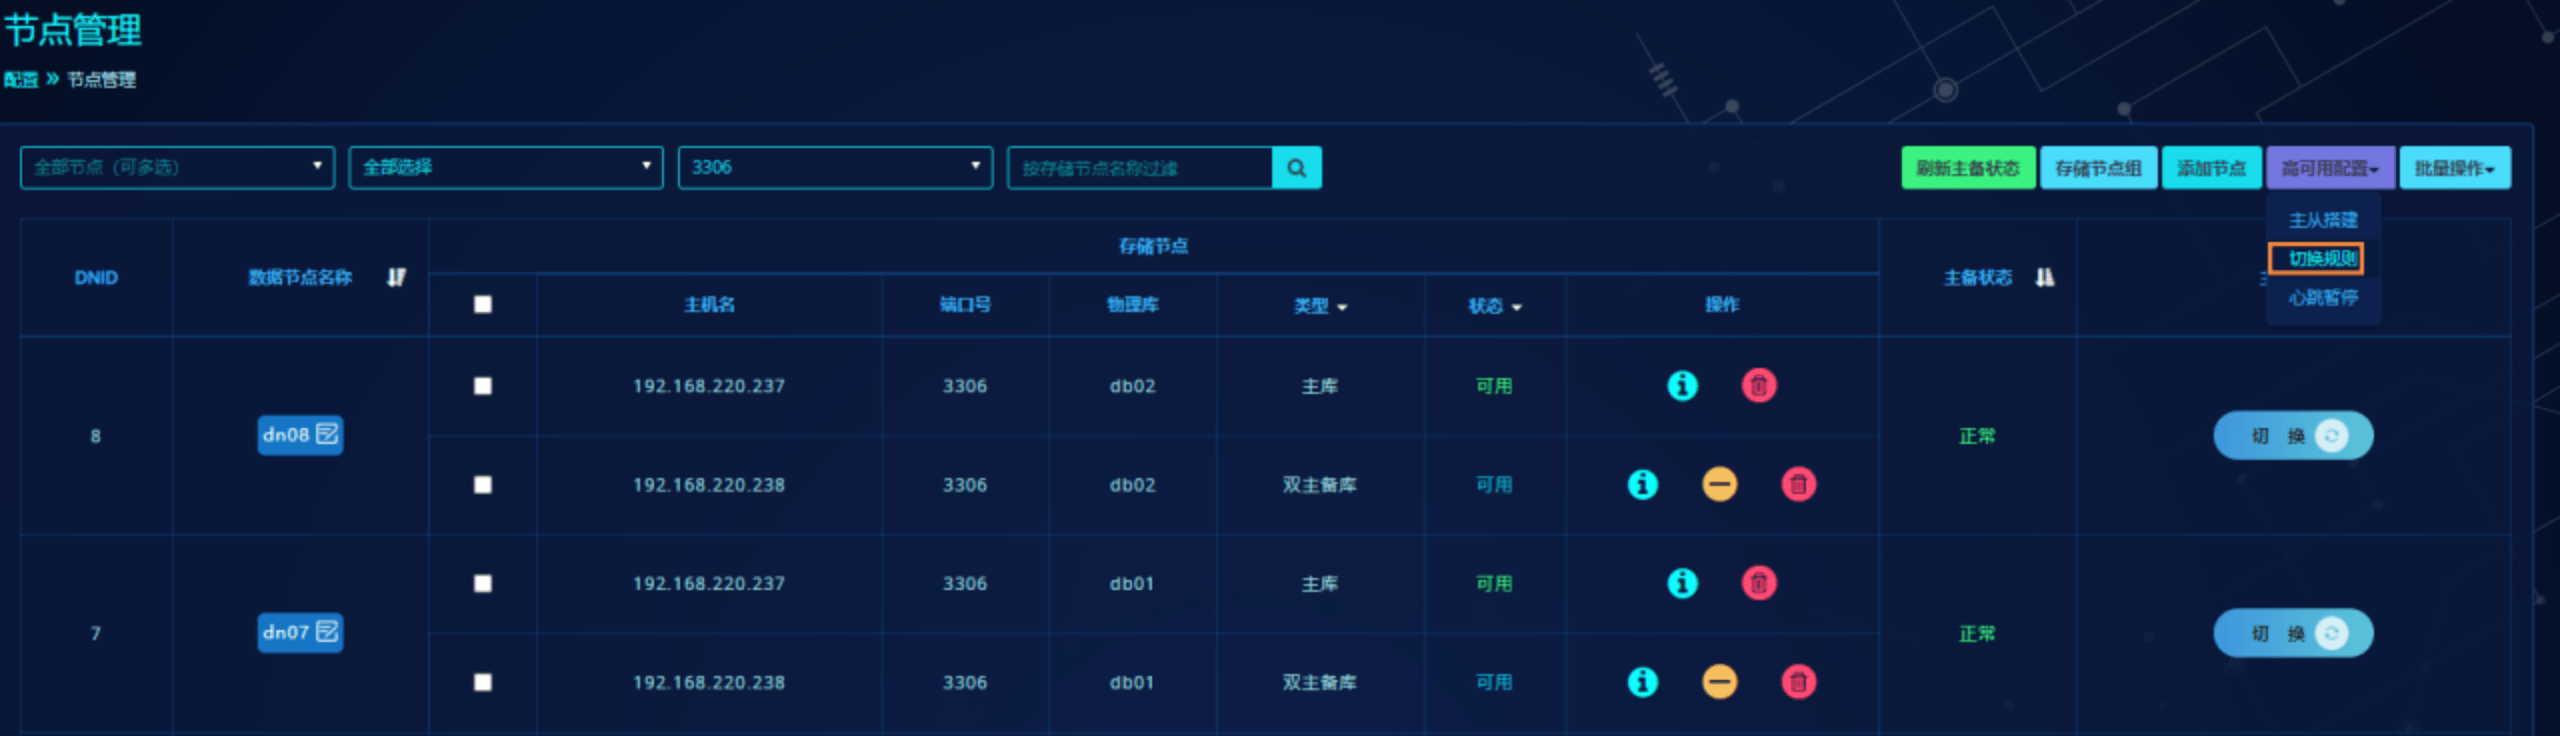 节点管理
配置 » 节点管理
全部节点（可多选） 全部选择 3306 按存储节点名称过滤 刷新主备状态 存储节点组 添加节点 高可用配置 批量操作
主从搭建
切换规则
心跳暂停
存储节点
DNID 数据节点名称 主备状态
主机名 端口号 物理库 类型 状态 操作
192.168.220.237 3306 db02 主库 可用
8 dn08 正常 切 换
192.168.220.238 3306 db02 双主备库 可用
192.168.220.237 3306 db01 主库 可用
7 dn07 正常 切 换
192.168.220.238 3306 db01 双主备库 可用